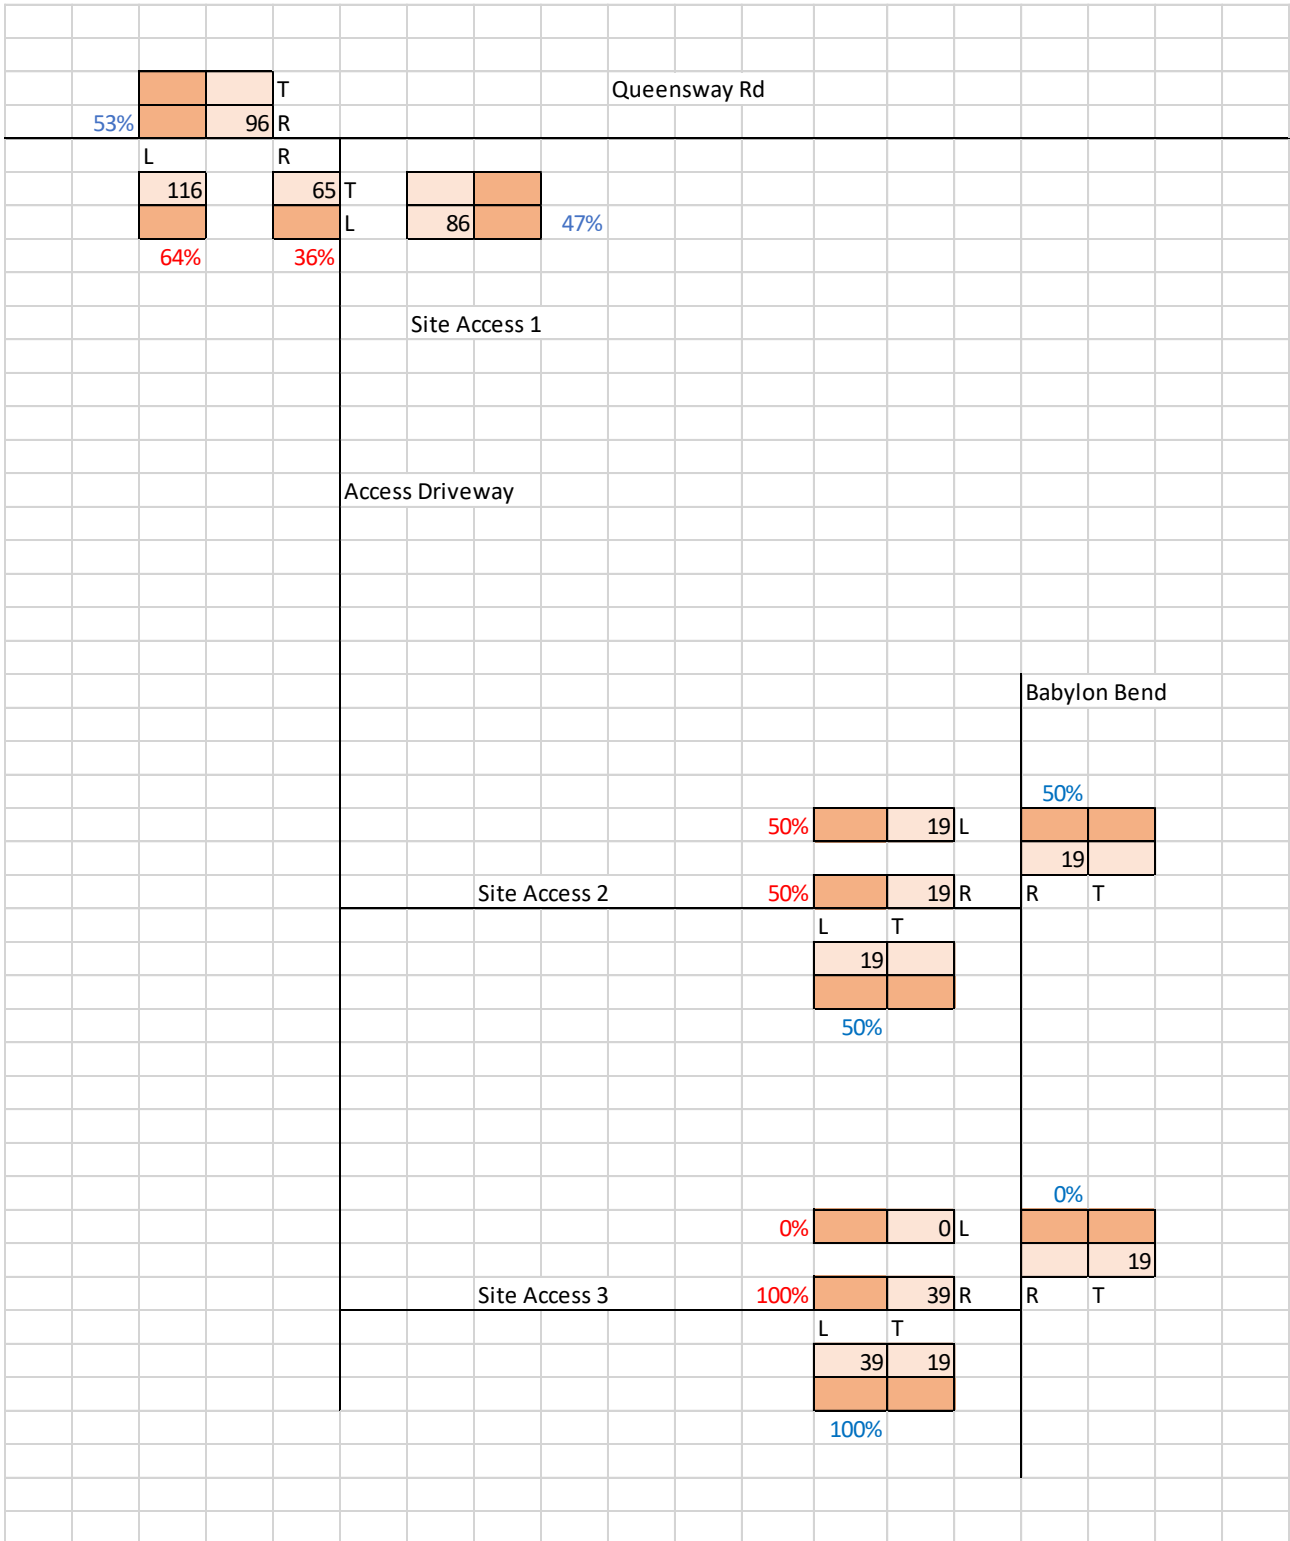 T
Queensway Rd
53% 96 R
L R
116 65 T
L 86 47%
64% 36%
Site Access 1
Access Driveway
Babylon Bend
50%
50% 19 L
19
Site Access 2 50% 19 R R T
L T
19
50%
0%
0% 0 L
19
Site Access 3 100% 39 R R T
L T
39 19
100%